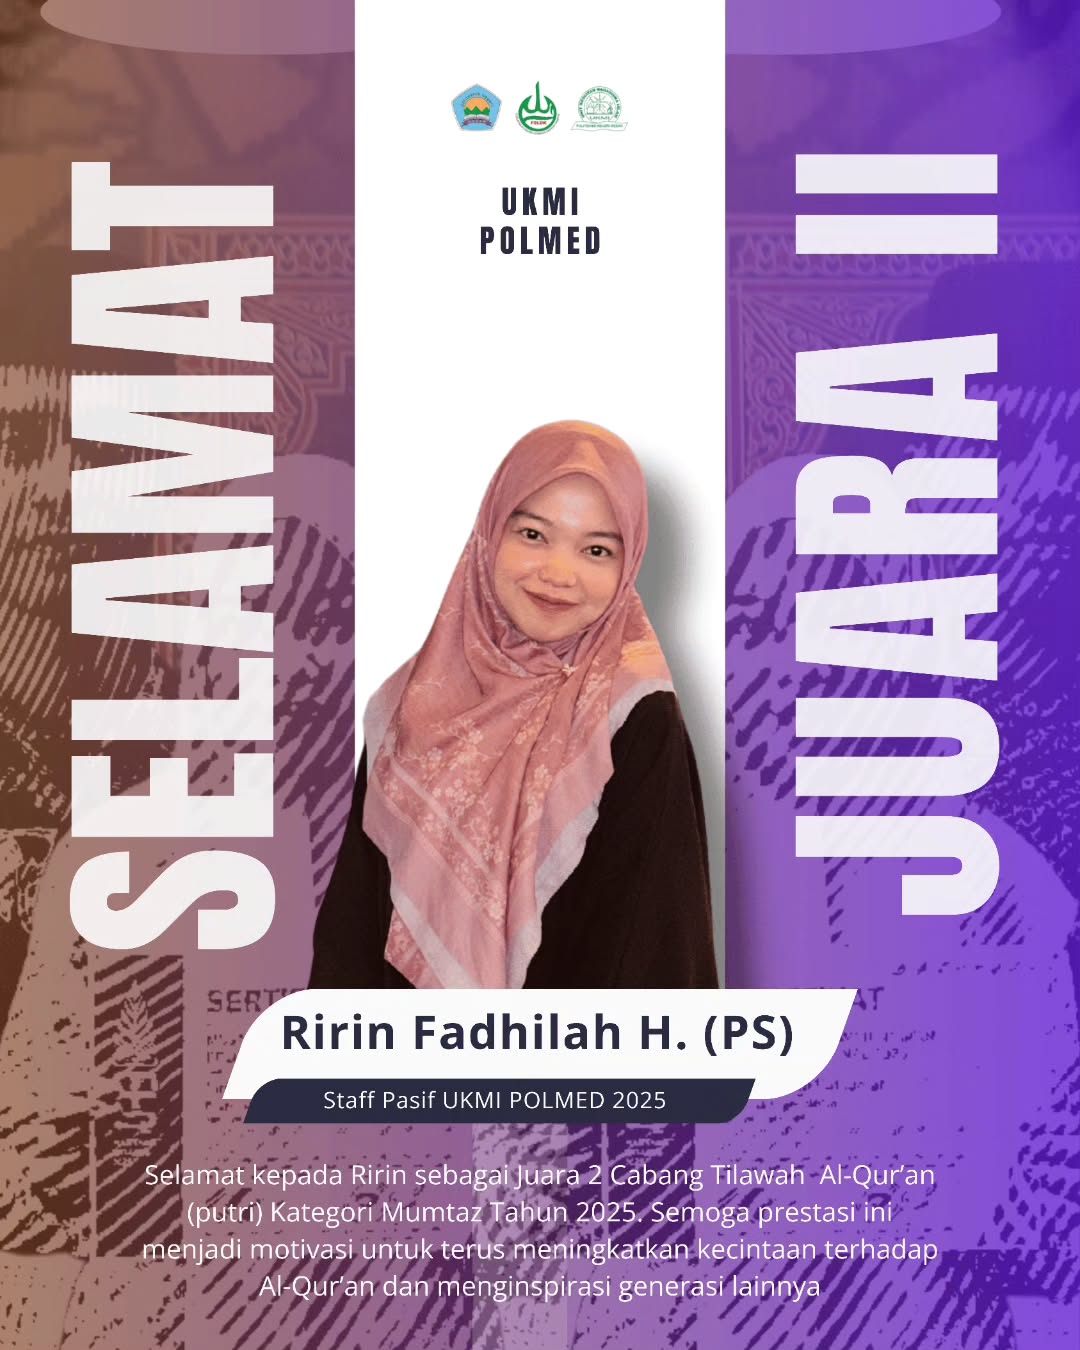 UKMI
POLMED
SELAMAT
JUARA II
Ririn Fadhilah H. (PS)
Staff Pasif UKMI POLMED 2025
Selamat kepada Ririn sebagai Juara 2 Cabang Tilawah Al-Qur’an
(putri) Kategori Mumtaz Tahun 2025. Semoga prestasi ini
menjadi motivasi untuk terus meningkatkan kecintaan terhadap
Al-Qur’an dan menginspirasi generasi lainnya